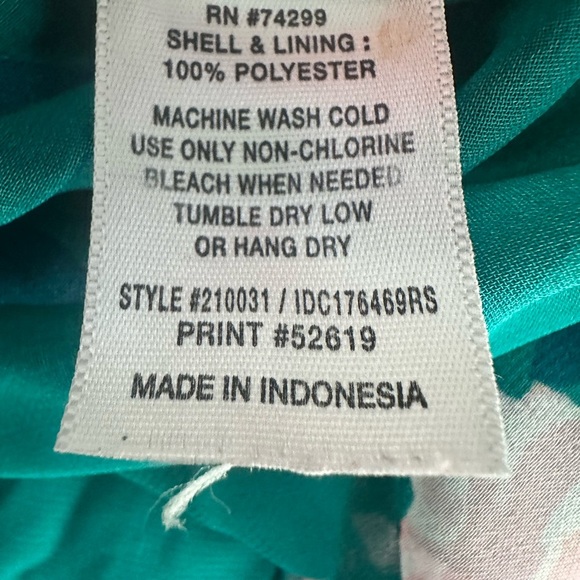 RN #74299
SHELL & LINING :
100% POLYESTER
MACHINE WASH COLD
USE ONLY NON-CHLORINE
BLEACH WHEN NEEDED
TUMBLE DRY LOW
OR HANG DRY
STYLE #210031 / IDC176469RS
PRINT #52619
MADE IN INDONESIA